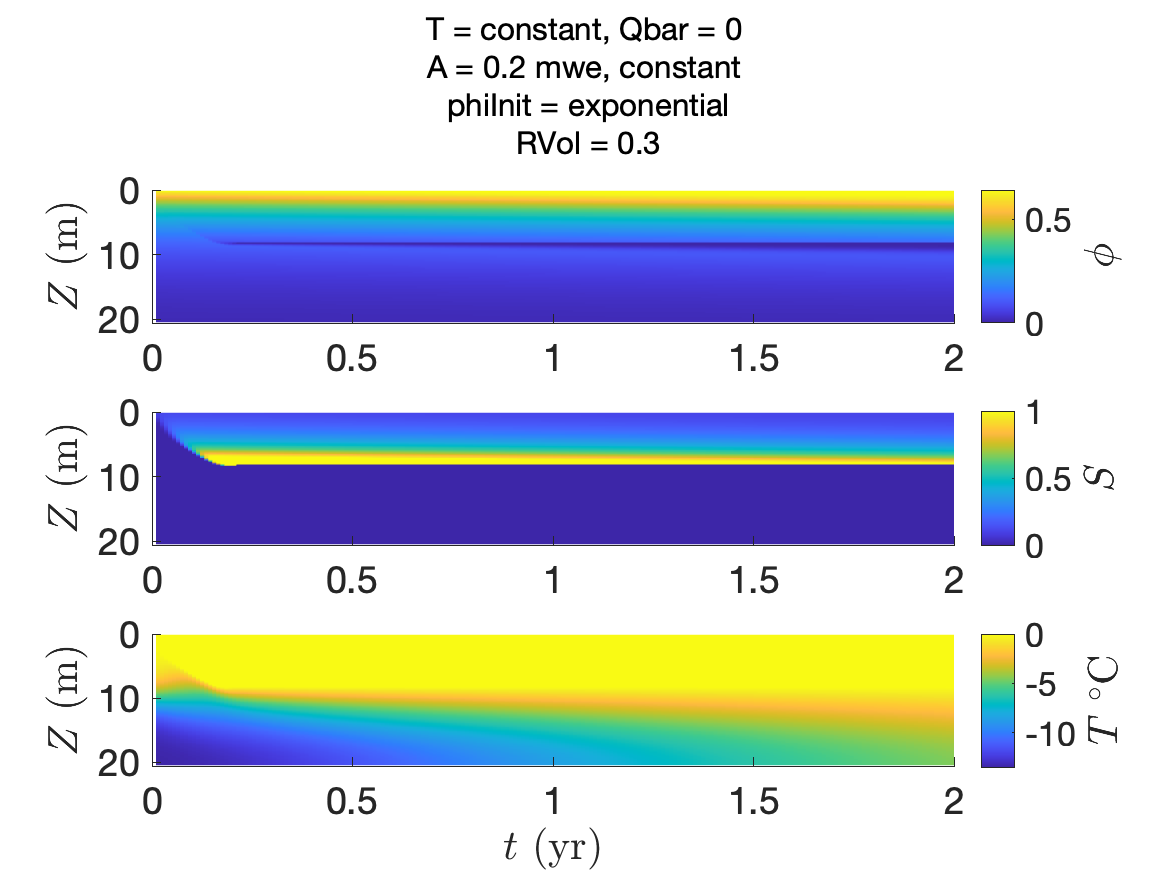 T = constant, Qbar = 0
A = 0.2 mwe, constant
phiInit = exponential
RVol = 0.3
0
10
20
Z (m)
0 0.5 1 1.5 2
0.5
0
ϕ
0
10
20
Z (m)
0 0.5 1 1.5 2
1
0.5
0
S
0
10
20
Z (m)
0 0.5 1 1.5 2
0
-5
-10
T °C
t (yr)